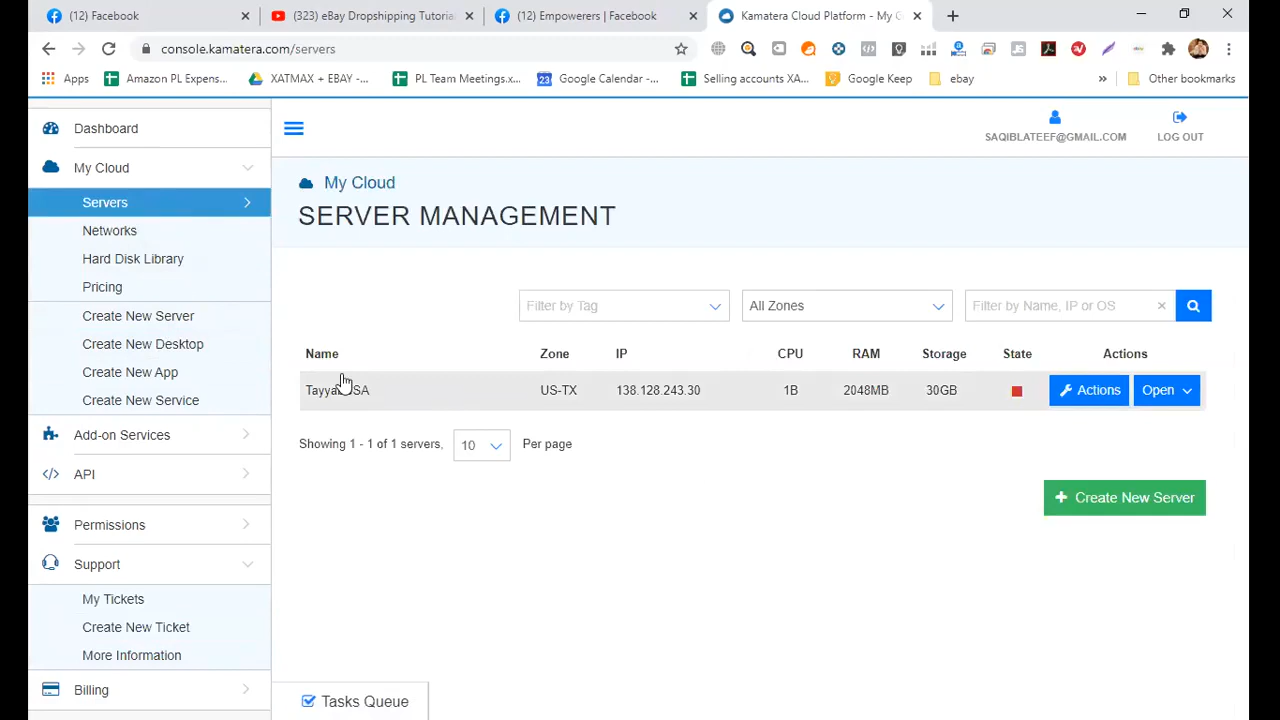 (12) Facebook
(323) eBay Dropshipping Tutoria
(12) Empowerers | Facebook
Kamatera Cloud Platform - My C
console.kamatera.com/servers
Apps
Amazon PL Expens...
XATMAX + EBAY -...
PL Team Meetings.x...
Google Calendar -...
Selling accounts XA...
Google Keep
ebay
»
Other bookmarks
Dashboard
My Cloud
Servers
Networks
Hard Disk Library
Pricing
Create New Server
Create New Desktop
Create New App
Create New Service
Add-on Services
API
Permissions
Support
My Tickets
Create New Ticket
More Information
Billing
SAQIBLATEEF@GMAIL.COM
LOG OUT
My Cloud
SERVER MANAGEMENT
Filter by Tag
All Zones
Filter by Name, IP or OS
Name Zone IP CPU RAM Storage State Actions
US-TX 138.128.243.30 1B 2048MB 30GB Actions Open
Showing 1 - 1 of 1 servers, 10 Per page
+ Create New Server
Tasks Queue